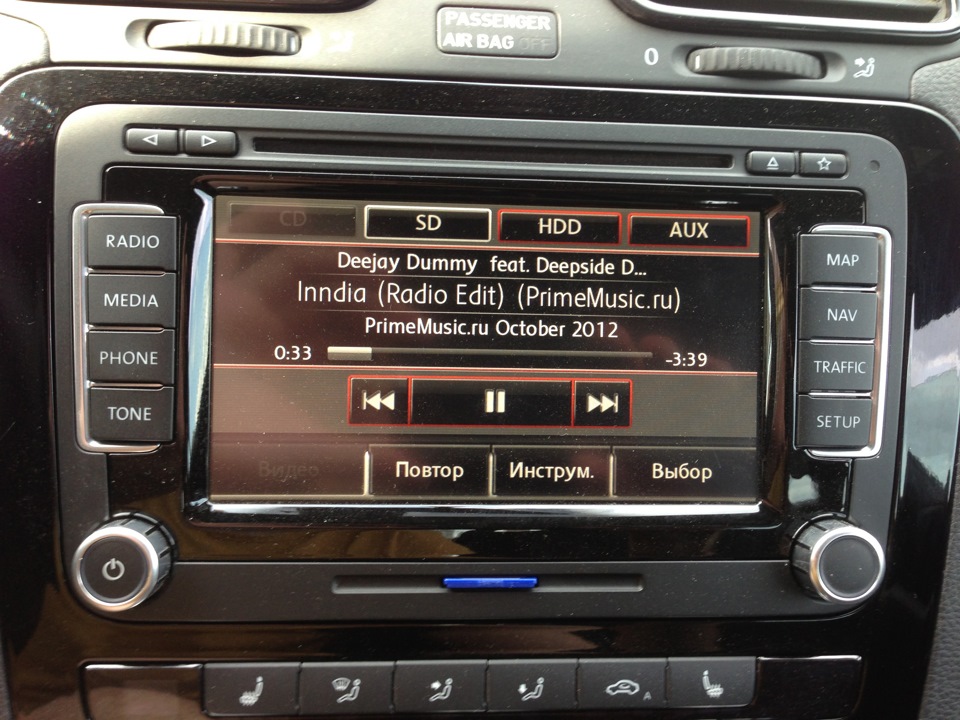 PASSENGER
AIR BAG OFF
0
CD SD HDD AUX
RADIO
MEDIA
PHONE
TONE
Deejay Dummy feat. Deepside D...
Inndia (Radio Edit) (PrimeMusic.ru)
PrimeMusic.ru October 2012
0:33 -3:39
Видео Повтор Инструм. Выбор
MAP
NAV
TRAFFIC
SETUP
A